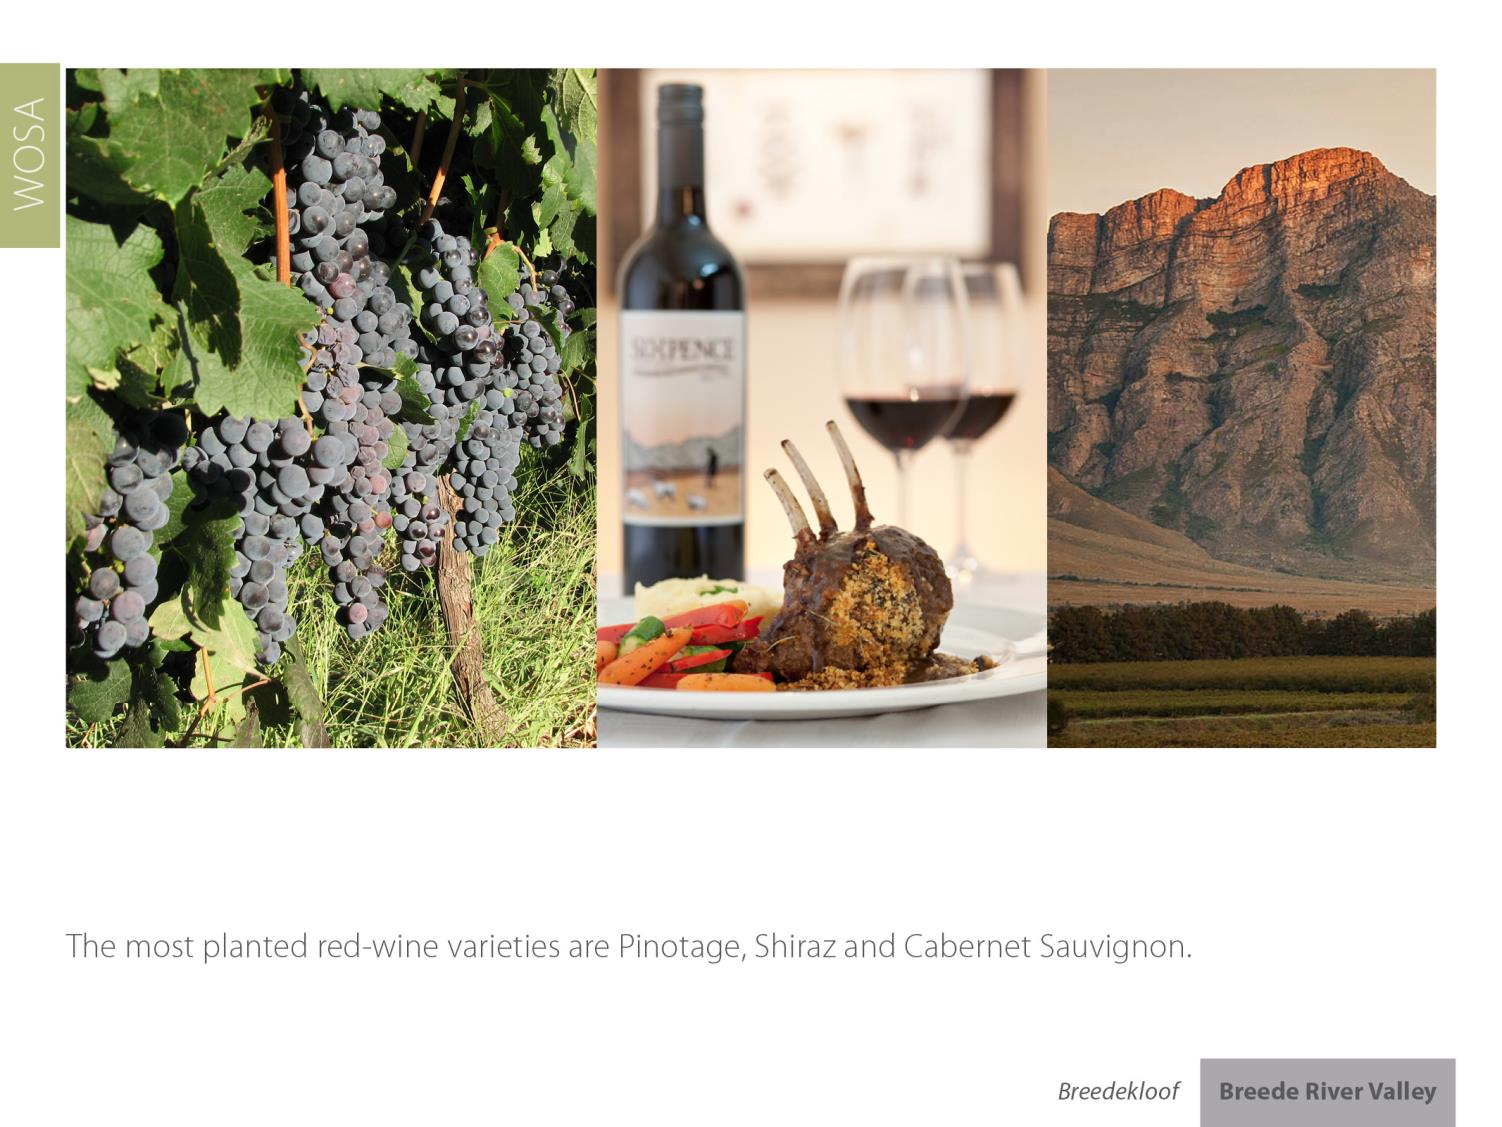 WOSA
SIXPENCE
The most planted red-wine varieties are Pinotage, Shiraz and Cabernet Sauvignon.
Breedekloof
Breede River Valley